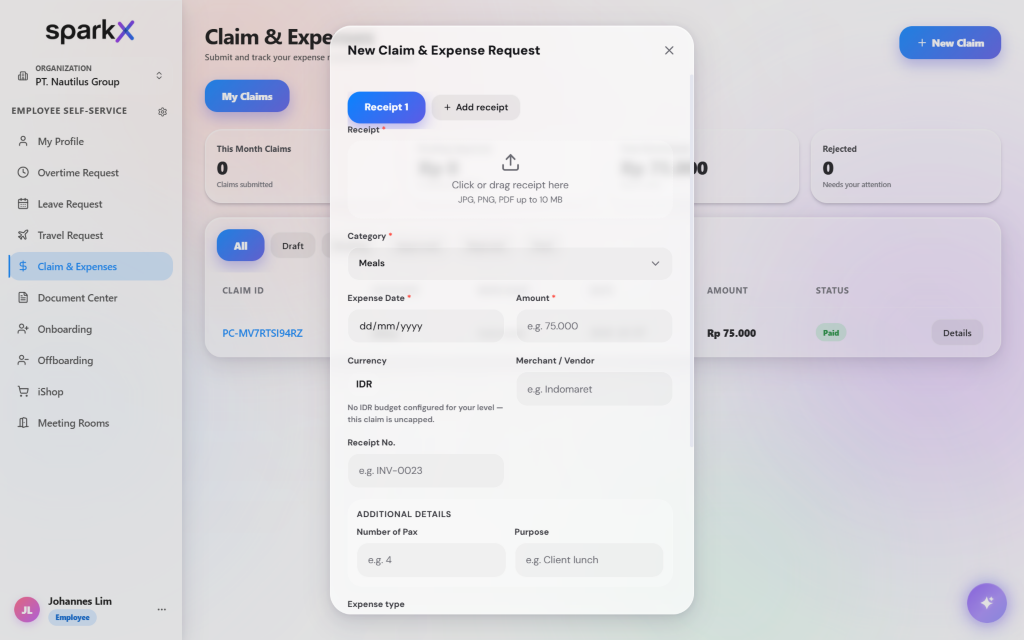 sparkX
ORGANIZATION
PT. Nautilus Group
EMPLOYEE SELF-SERVICE
My Profile
Overtime Request
Leave Request
Travel Request
Claim & Expenses
Document Center
Onboarding
Offboarding
iShop
Meeting Rooms
JL
Johannes Lim
Employee
...
Claim & Expe
Submit and track your expense r
+ New Claim
My Claims
This Month Claims
0
Claims submitted
Rejected
0
Needs your attention
All
Draft
CLAIM ID
AMOUNT
STATUS
PC-MV7RTSI94RZ
Rp 75.000
Paid
Details
New Claim & Expense Request
Receipt 1
+ Add receipt
Receipt *
Click or drag receipt here
JPG, PNG, PDF up to 10 MB
Category *
Meals
Expense Date *
Amount *
dd/mm/yyyy
e.g. 75.000
Currency
Merchant / Vendor
IDR
e.g. Indomaret
No IDR budget configured for your level —
this claim is uncapped.
Receipt No.
e.g. INV-0023
ADDITIONAL DETAILS
Number of Pax
Purpose
e.g. 4
e.g. Client lunch
Expense type